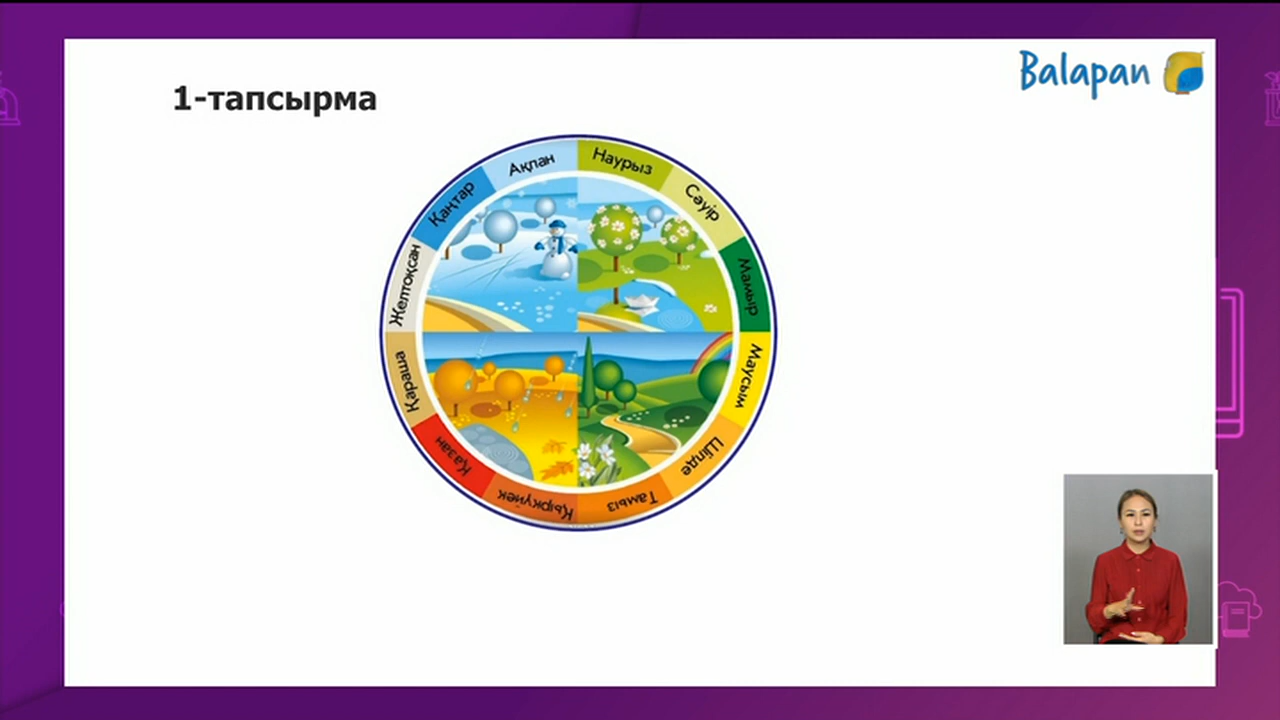 Balapan
1-тапсырма
Ақпан
Наурыз
Қаңтар
Сәуір
Желтоқсан
Мамыр
Қараша
Маусым
Қазан
Шілде
Қыркүйек
Тамыз